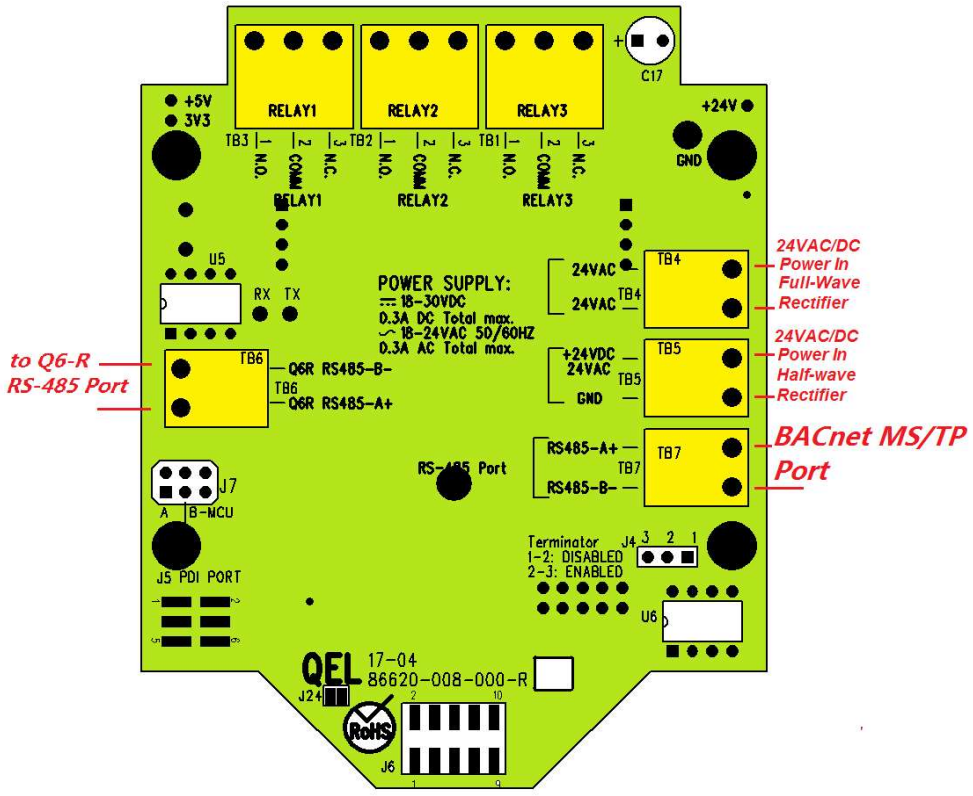 +
C17
+5V
3V3
+24V
GND
RELAY1
RELAY2
RELAY3
TB3 1 2 3
N.O. COMM N.C.
RELAY1
TB2 1 2 3
N.O. COMM N.C.
RELAY2
TB1 1 2 3
N.O. COMM N.C.
RELAY3
U5
RX TX
POWER SUPPLY:
18-30VDC
0.3A DC Total max.
18-24VAC 50/60HZ
0.3A AC Total max.
24VAC
24VAC
TB4
TB4
24VAC/DC
Power In
Full-Wave
Rectifier
+24VDC
24VAC
GND
TB5
TB5
24VAC/DC
Power In
Half-wave
Rectifier
to Q6-R
RS-485 Port
TB6
TB6
Q6R RS485-B-
Q6R RS485-A+
RS-485 Port
RS485-A+
RS485-B-
TB7
TB7
BACnet MS/TP
Port
J7
A B-MCU
J5 PDI PORT
1 2
5 6
Terminator
1-2: DISABLED
2-3: ENABLED
J4 3 2 1
U6
QEL 17-04
86620-008-000-R
J24
RoHS
2 10
J6
1 9